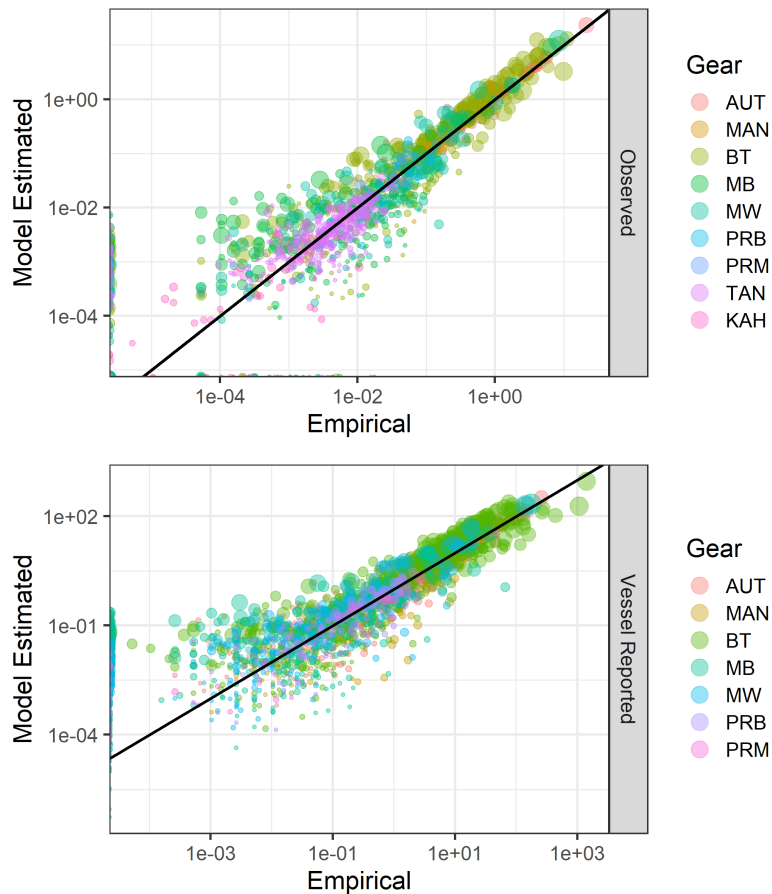 Model Estimated
1e+00
1e-02
1e-04
1e-04
1e-02
1e+00
Empirical
Observed
Gear
AUT
MAN
BT
MB
MW
PRB
PRM
TAN
KAH
Model Estimated
1e+02
1e-01
1e-04
1e-03
1e-01
1e+01
1e+03
Empirical
Vessel Reported
Gear
AUT
MAN
BT
MB
MW
PRB
PRM